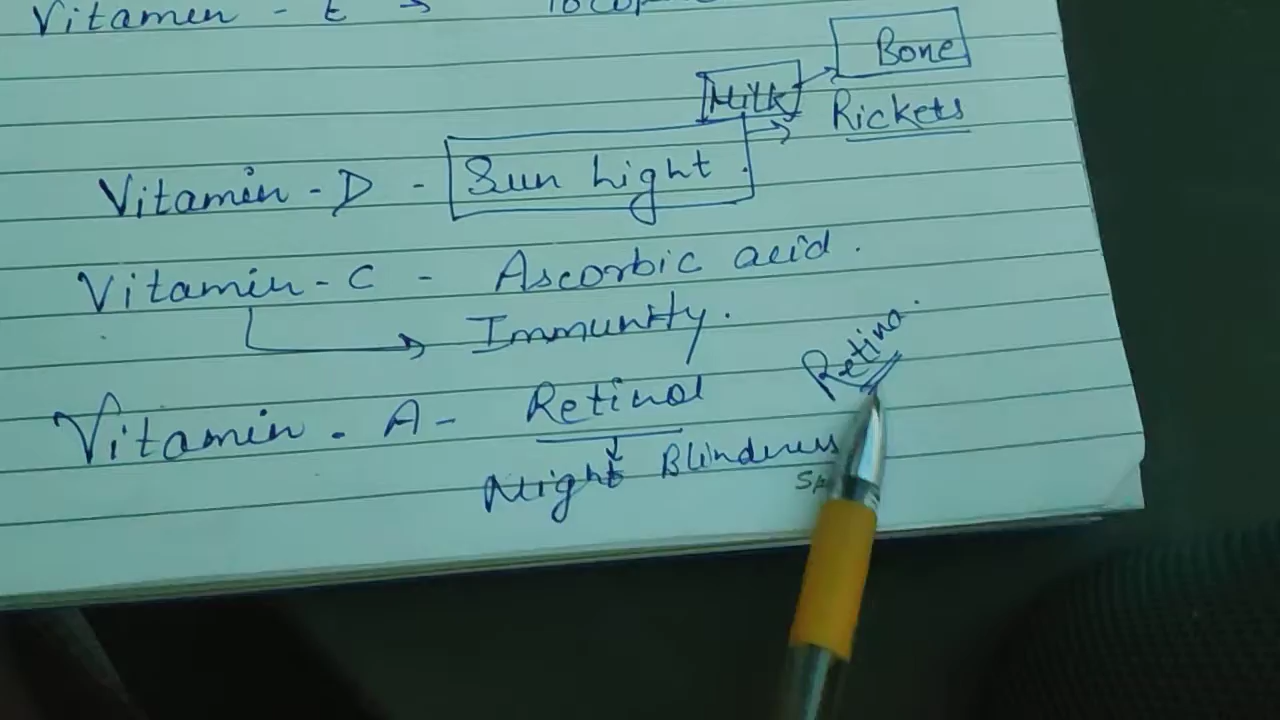 Vitamin - E →
Bone
Milk → Rickets
Vitamin - D - Sun Light.
Vitamin - C - Ascorbic acid.
Immunity.
Retina.
Vitamin - A - Retinol
Night Blindness